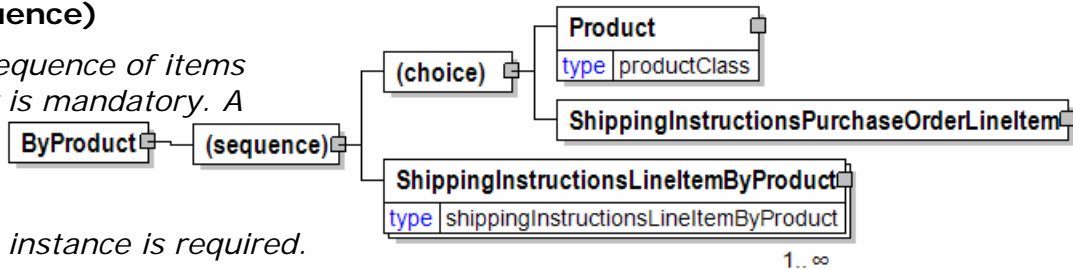 uence)
equence of items
is mandatory. A
instance is required.
ByProduct
(sequence)
(choice)
Product
type productClass
ShippingInstructionsPurchaseOrderLineItem
ShippingInstructionsLineItemByProduct
type shippingInstructionsLineItemByProduct
1.. ∞